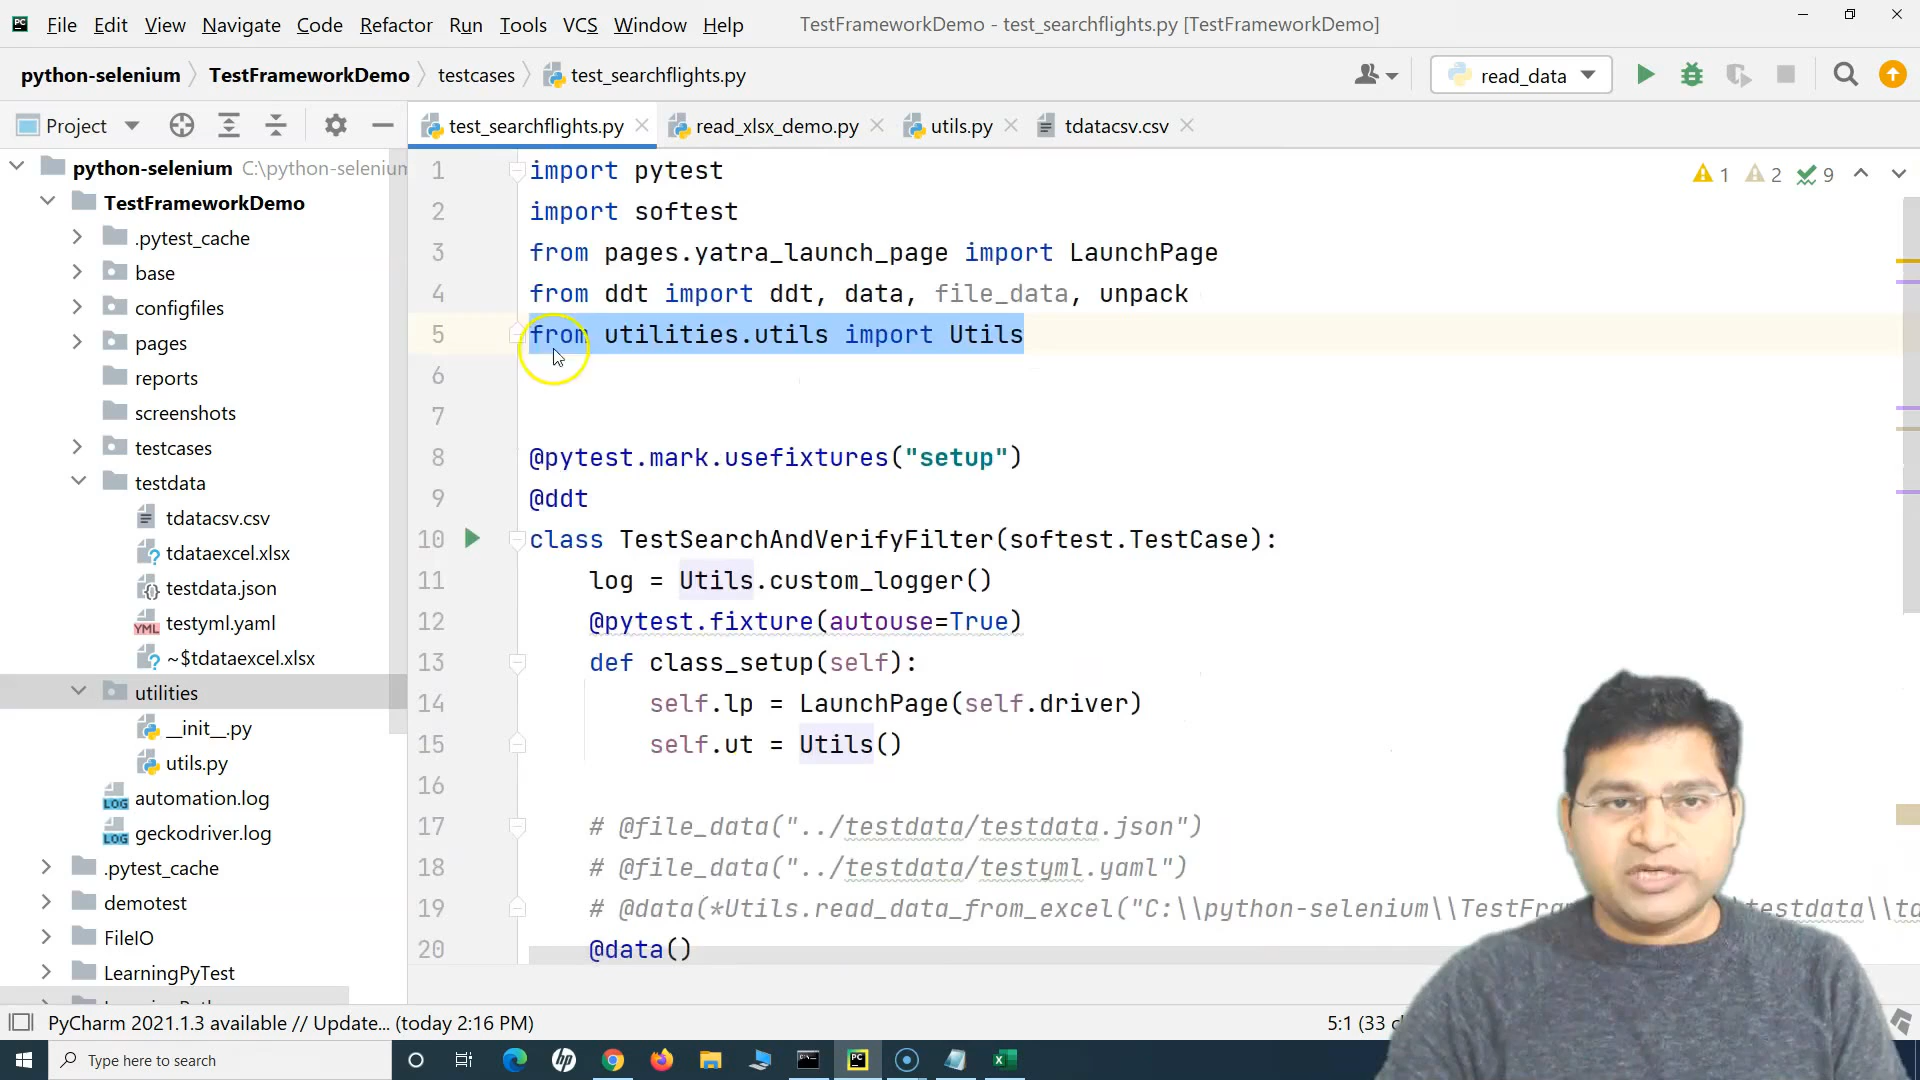 File Edit View Navigate Code Refactor Run Tools VCS Window Help TestFrameworkDemo - test_searchflights.py [TestFrameworkDemo]
python-selenium TestFrameworkDemo testcases test_searchflights.py read_data
Project test_searchflights.py read_xlsx_demo.py utils.py tdatacsv.csv
python-selenium C:\python-selenium
TestFrameworkDemo
.pytest_cache
base
configfiles
pages
reports
screenshots
testcases
testdata
tdatacsv.csv
tdataexcel.xlsx
testdata.json
testyml.yaml
~$tdataexcel.xlsx
utilities
__init__.py
utils.py
automation.log
geckodriver.log
.pytest_cache
demotest
FileIO
LearningPyTest
1 import pytest
2 import softest
3 from pages.yatra_launch_page import LaunchPage
4 from ddt import ddt, data, file_data, unpack
5 from utilities.utils import Utils
6
7
8 @pytest.mark.usefixtures("setup")
9 @ddt
10 class TestSearchAndVerifyFilter(softest.TestCase):
11 log = Utils.custom_logger()
12 @pytest.fixture(autouse=True)
13 def class_setup(self):
14 self.lp = LaunchPage(self.driver)
15 self.ut = Utils()
16
17 # @file_data("../testdata/testdata.json")
18 # @file_data("../testdata/testyml.yaml")
19 # @data(*Utils.read_data_from_excel("C:\\python-selenium\\TestFra testdata\\td
20 @data()
1 2 9
PyCharm 2021.1.3 available // Update... (today 2:16 PM) 5:1 (33 c
Type here to search